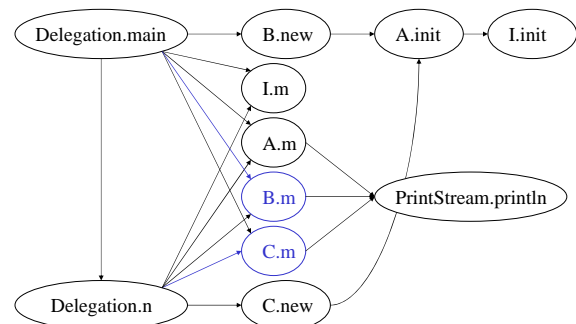 Delegation.main
B.new
A.init
I.init
I.m
A.m
B.m
PrintStream.println
C.m
Delegation.n
C.new